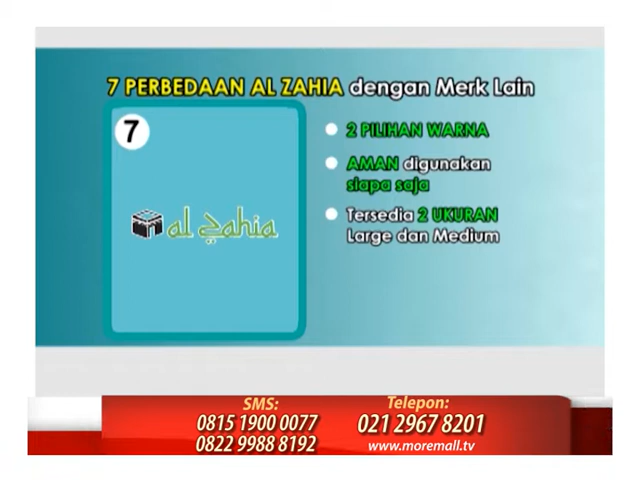 7 PERBEDAAN AL ZAHIA dengan Merk Lain
7
al zahia
2 PILIHAN WARNA
AMAN digunakan
siapa saja
Tersedia 2 UKURAN
Large dan Medium
SMS:
0815 1900 0077
0822 9988 8192
Telepon:
021 2967 8201
www.moremall.tv